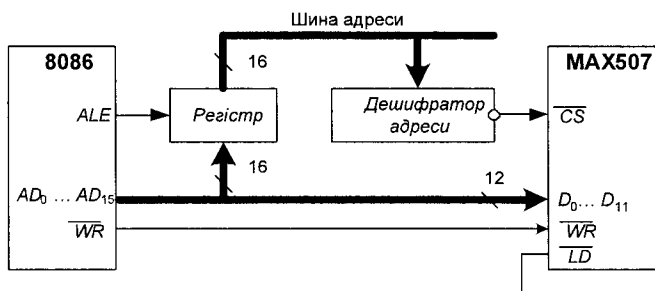 Шина адреси
16
8086
MAX507
ALE
Регістр
Дешифратор
адреси
CS
16
12
AD0 ... AD15
D0... D11
WR
WR
LD